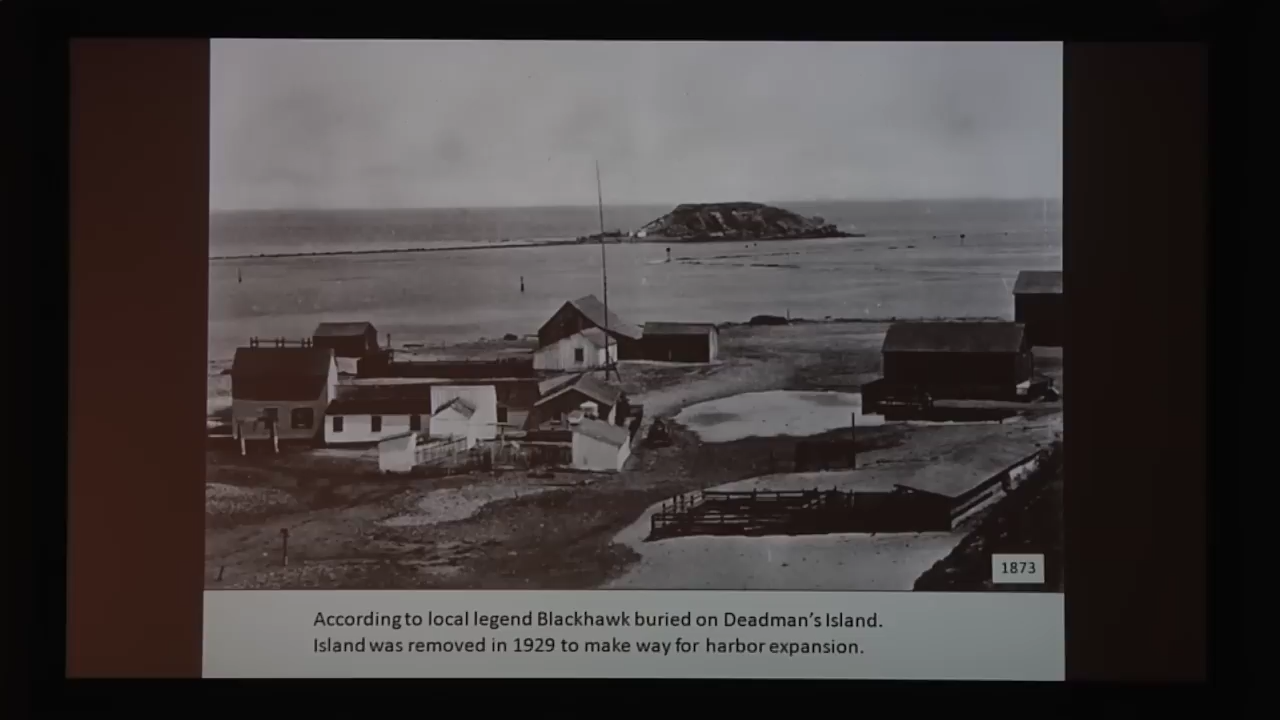 1873
According to local legend Blackhawk buried on Deadman's Island.
Island was removed in 1929 to make way for harbor expansion.